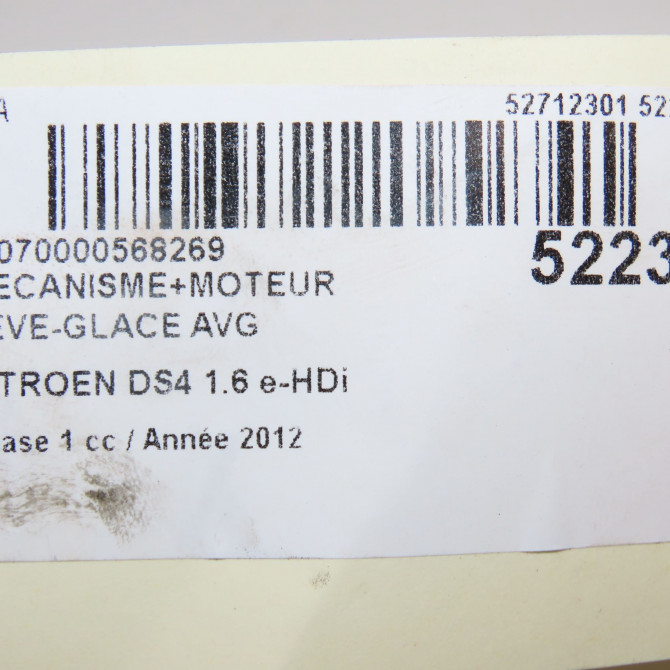 A 52712301 52
070000568269 5223
ECANISME+MOTEUR
EVE-GLACE AVG
TROEN DS4 1.6 e-HDi
ase 1 cc / Année 2012